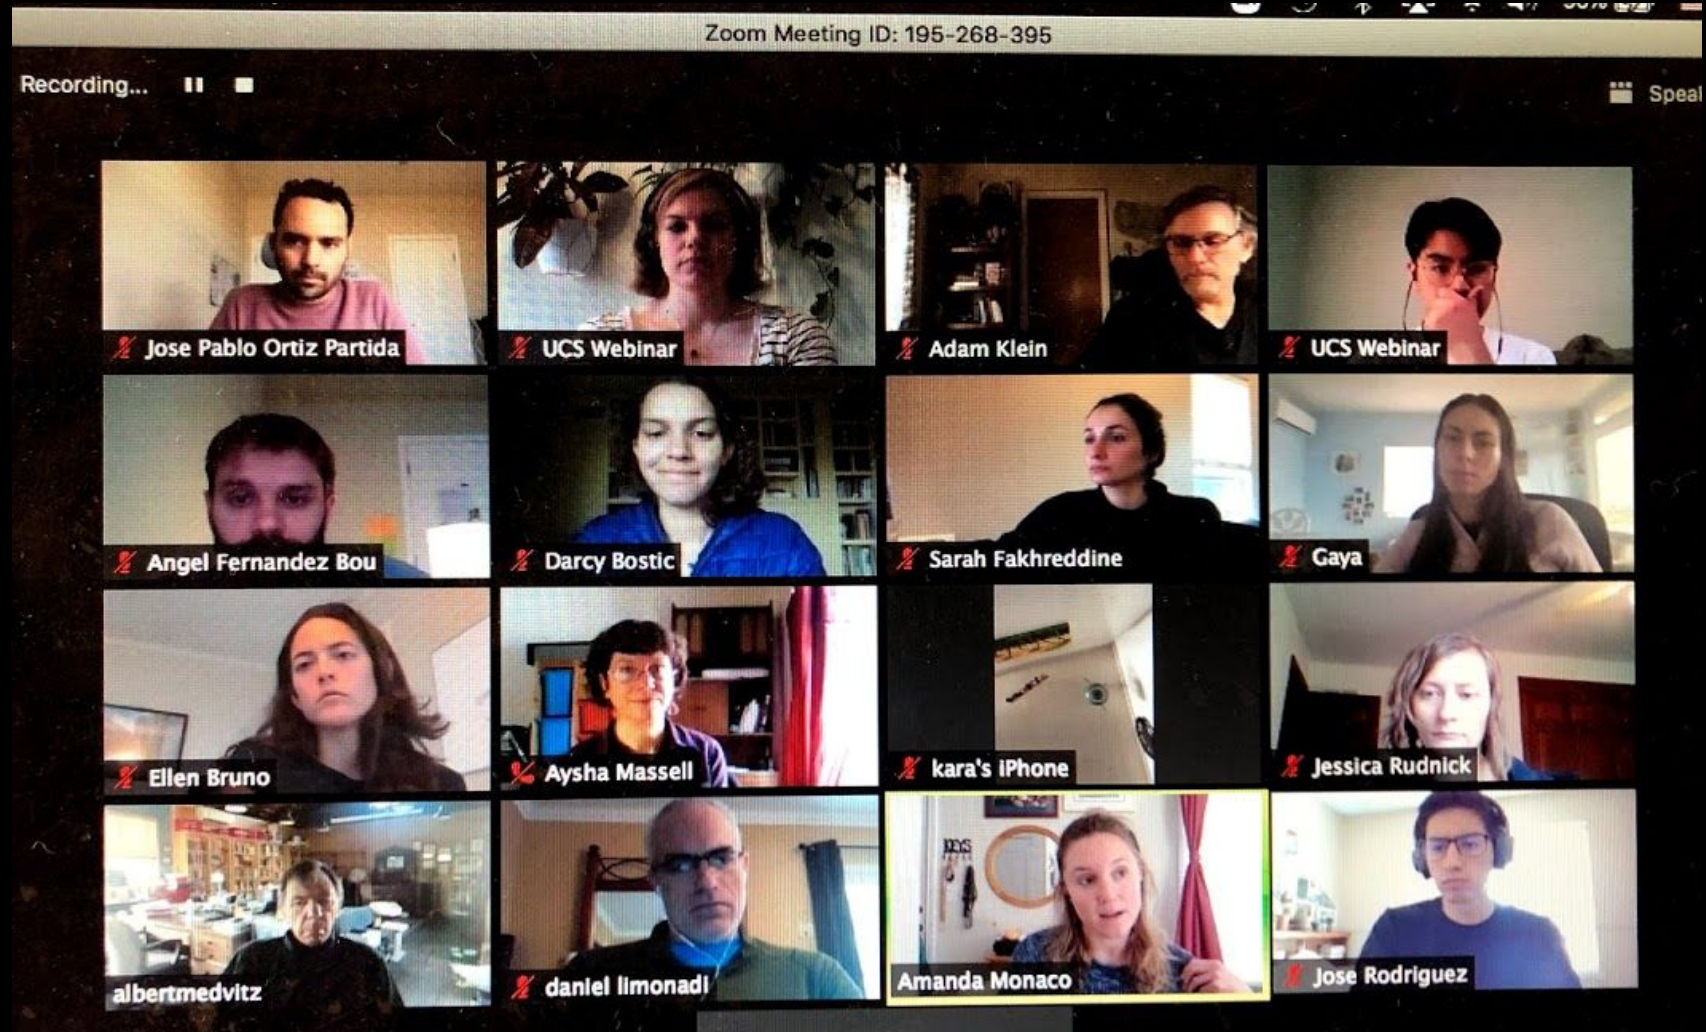 Zoom Meeting ID: 195-268-395
Recording...
Jose Pablo Ortiz Partida
UCS Webinar
Adam Klein
UCS Webinar
Angel Fernandez Bou
Darcy Bostic
Sarah Fakhreddine
Gaya
Ellen Bruno
Aysha Massell
kara's iPhone
Jessica Rudnick
KEYS
albertmedvitz
daniel limonadi
Amanda Monaco
Jose Rodriguez